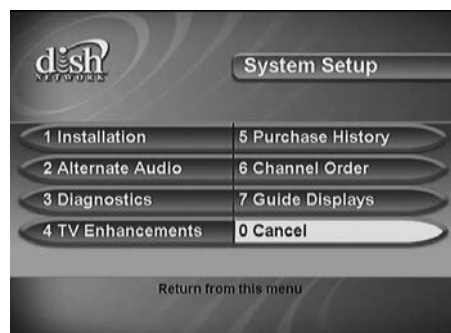 dish
NETWORK
System Setup
1 Installation
2 Alternate Audio
3 Diagnostics
4 TV Enhancements
5 Purchase History
6 Channel Order
7 Guide Displays
0 Cancel
Return from this menu